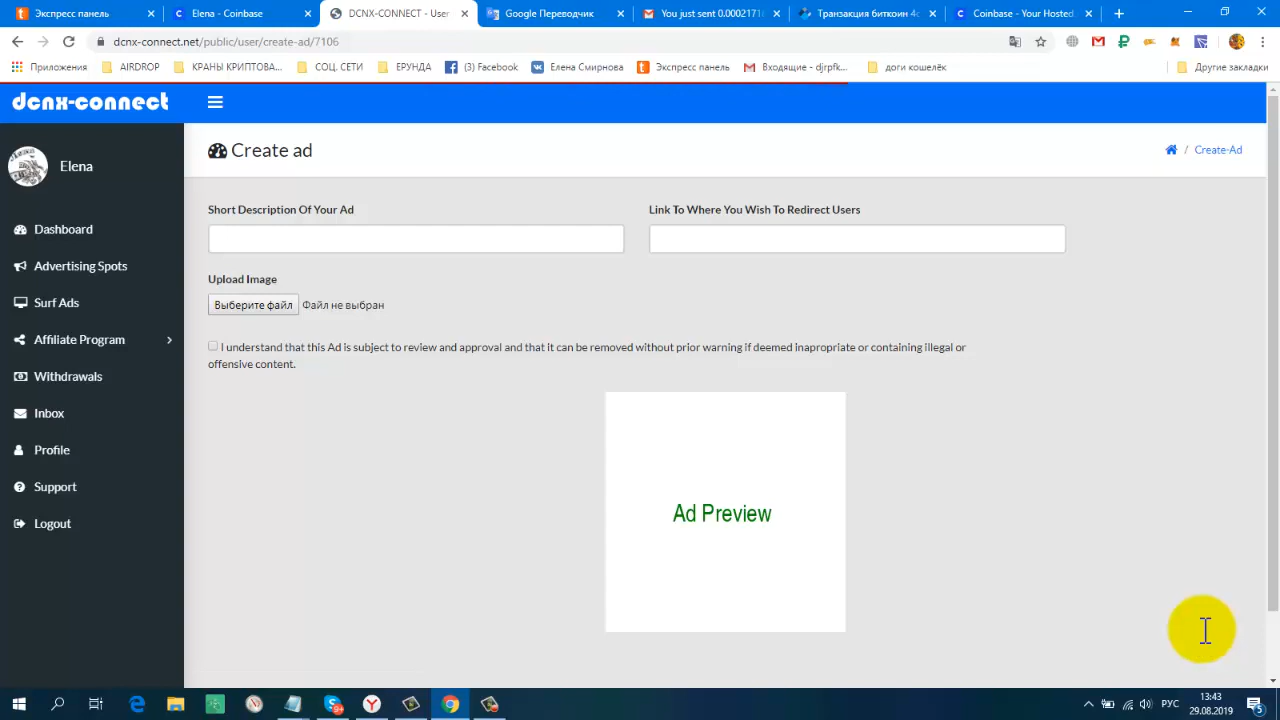 Экспресс панель
Elena - Coinbase
DCNX-CONNECT - User
Google Переводчик
You just sent 0.0002171
Транзакция биткоин 4c
Coinbase - Your Hosted
dcnx-connect.net/public/user/create-ad/7106
Приложения
AIRDROP
КРАНЫ КРИПТОВА...
СОЦ. СЕТИ
ЕРУНДА
(3) Facebook
Елена Смирнова
Экспресс панель
Входящие - djrpfk...
доги кошелёк
Другие закладки
dcnx-connect
Create ad
/ Create-Ad
Elena
Dashboard
Advertising Spots
Surf Ads
Affiliate Program
Withdrawals
Inbox
Profile
Support
Logout
Short Description Of Your Ad
Link To Where You Wish To Redirect Users
Upload Image
Выберите файл Файл не выбран
I understand that this Ad is subject to review and approval and that it can be removed without prior warning if deemed inapropriate or containing illegal or
offensive content.
Ad Preview
РУС
13:43
29.08.2019
5